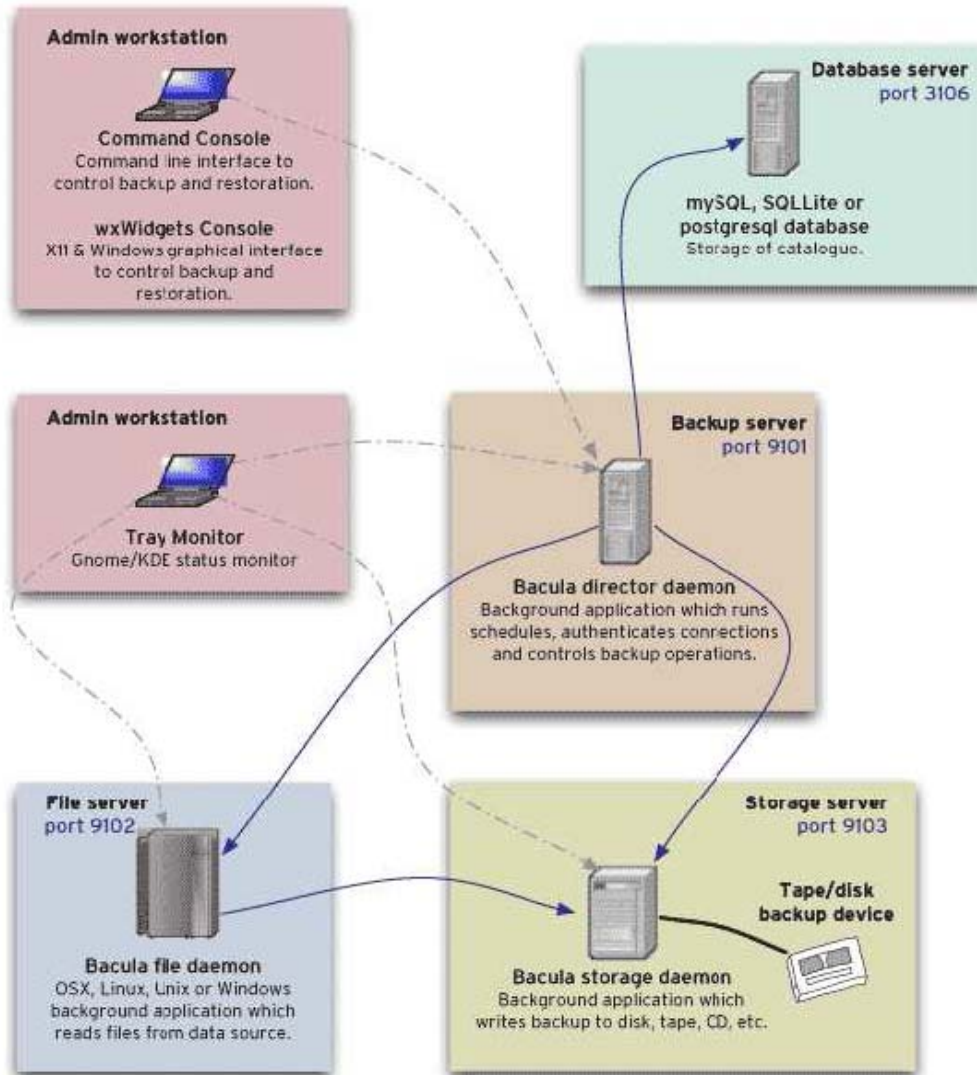 Admin workstation
Command Console
Command line interface to
control backup and restoration.
wxWidgets Console
X11 & Windows graphical interface
to control backup and
restoration.
Database server
port 3106
mySQL, SQLLite or
postgresql database
Storage of catalogue.
Admin workstation
Tray Monitor
Gnome/KDE status monitor
Backup server
port 9101
Bacula director daemon
Background application which runs
schedules, authenticates connections
and controls backup operations.
File server
port 9102
Bacula file daemon
OSX, Linux, Unix or Windows
background application which
reads files from data source.
Storage server
port 9103
Tape/disk
backup device
Bacula storage daemon
Background application which
writes backup to disk, tape, CD, etc.